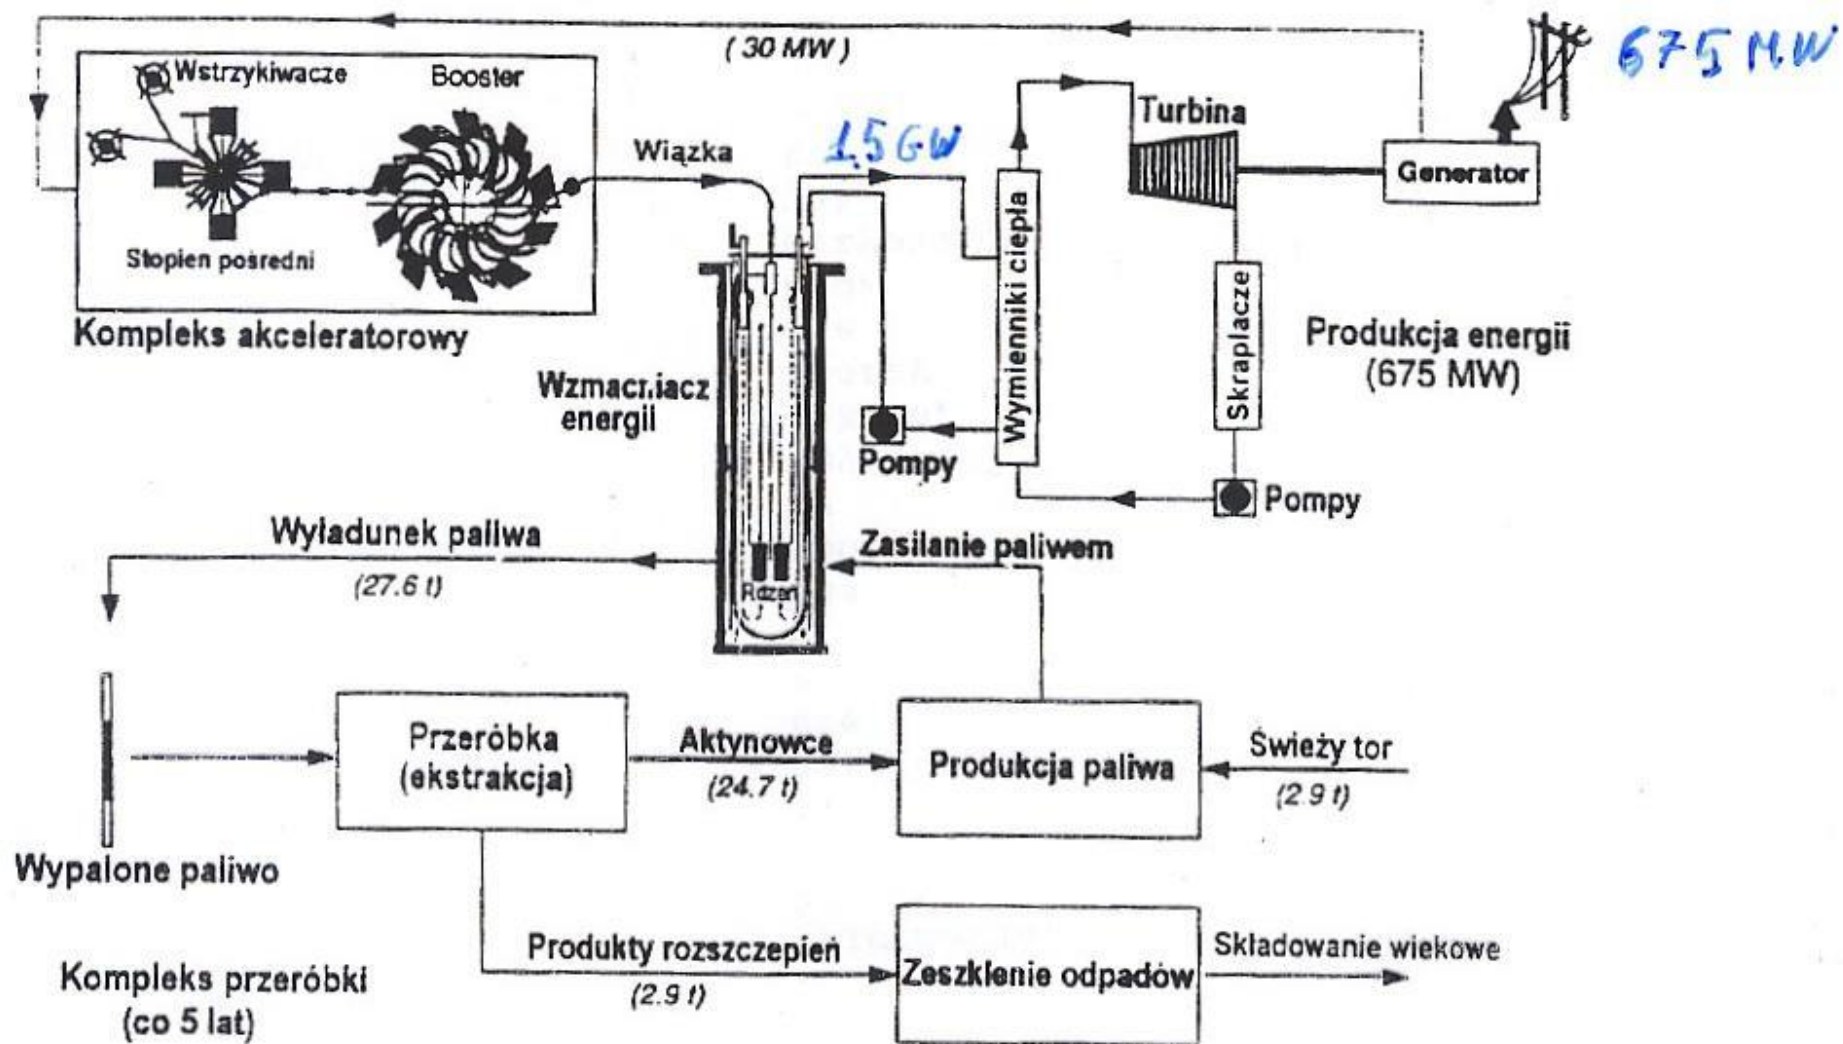 ( 30 MW )
675 MW
Wstrzykiwacze
Booster
Turbina
Wiązka
1.5 GW
Generator
Stopien pośredni
Kompleks akceleratorowy
Wymienniki ciepła
Skraplacze
Produkcja energii
(675 MW)
Wzmacniacz
energii
Pompy
Pompy
Wyładunek paliwa
(27.6 t)
Zasilanie paliwem
Rdzeń
Przeróbka
(ekstrakcja)
Aktynowce
(24.7 t)
Produkcja paliwa
Świeży tor
(2.9 t)
Wypalone paliwo
Produkty rozszczepień
(2.9 t)
Zeszklenie odpadów
Składowanie wiekowe
Kompleks przeróbki
(co 5 lat)